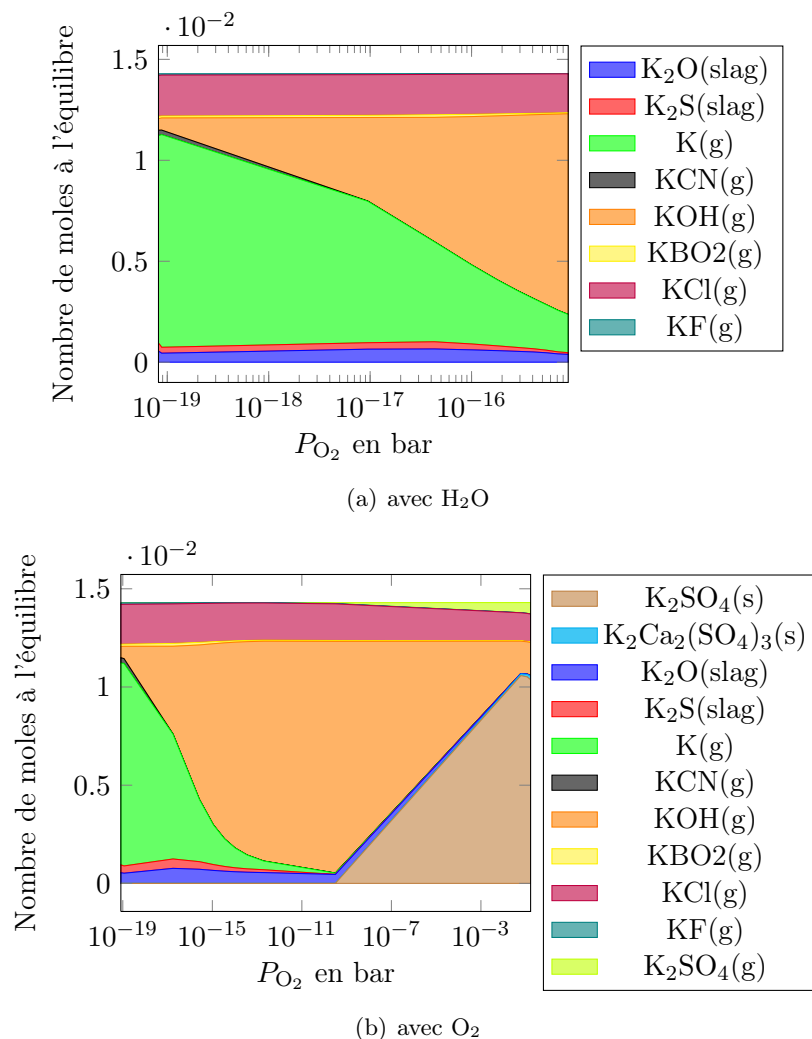 ·10⁻²
1.5
1
0.5
0
Nombre de moles à l'équilibre
10⁻¹⁹ 10⁻¹⁸ 10⁻¹⁷ 10⁻¹⁶
P_O₂ en bar
K₂O(slag)
K₂S(slag)
K(g)
KCN(g)
KOH(g)
KBO2(g)
KCl(g)
KF(g)
(a) avec H₂O
·10⁻²
1.5
1
0.5
0
Nombre de moles à l'équilibre
10⁻¹⁹ 10⁻¹⁵ 10⁻¹¹ 10⁻⁷ 10⁻³
P_O₂ en bar
K₂SO₄(s)
K₂Ca₂(SO₄)₃(s)
K₂O(slag)
K₂S(slag)
K(g)
KCN(g)
KOH(g)
KBO2(g)
KCl(g)
KF(g)
K₂SO₄(g)
(b) avec O₂